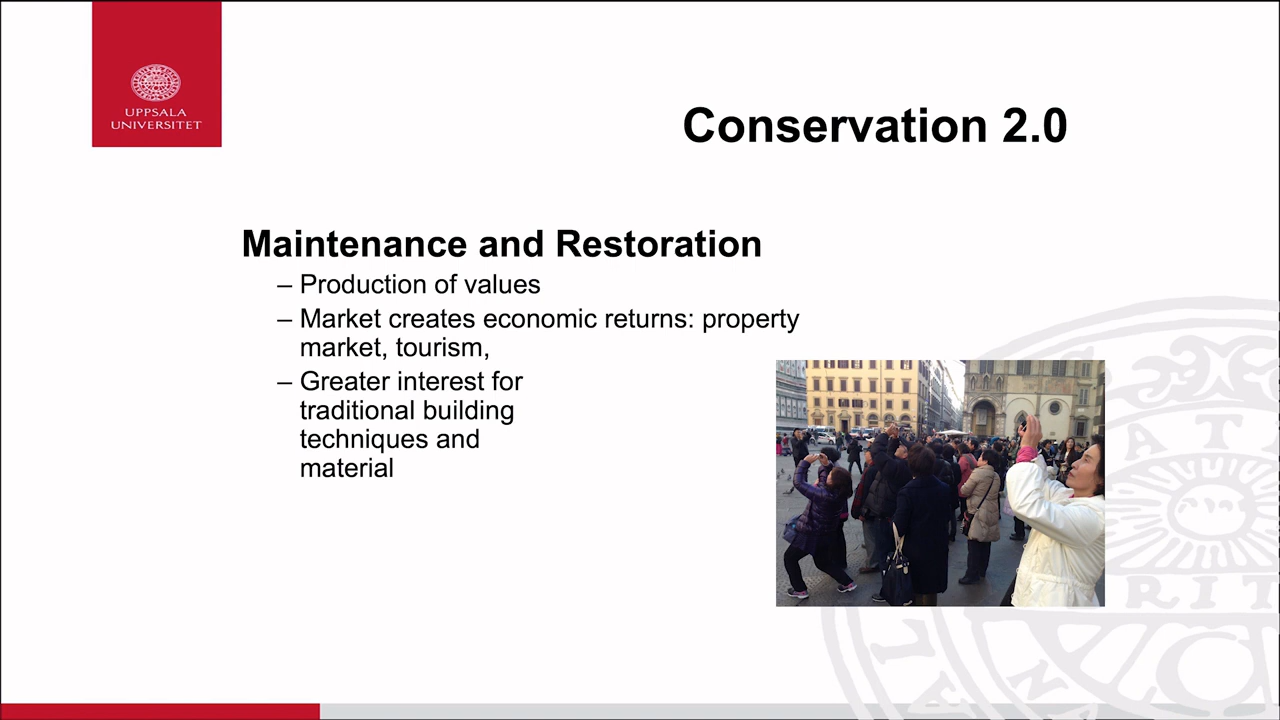 UPPSALA
UNIVERSITET
Conservation 2.0
Maintenance and Restoration
– Production of values
– Market creates economic returns: property
market, tourism,
– Greater interest for
traditional building
techniques and
material